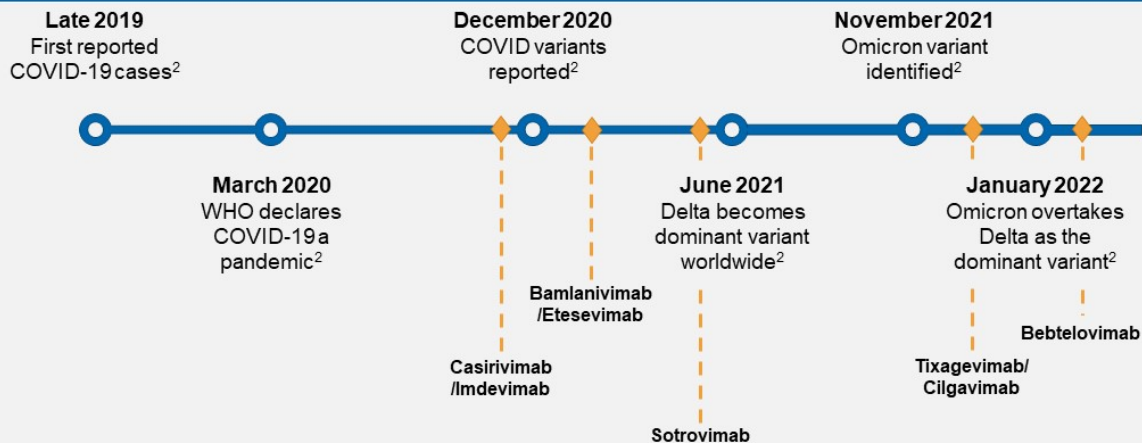 Late 2019
First reported
COVID-19 cases2
December 2020
COVID variants
reported2
November 2021
Omicron variant
identified2
March 2020
WHO declares
COVID-19 a
pandemic2
June 2021
Delta becomes
dominant variant
worldwide2
January 2022
Omicron overtakes
Delta as the
dominant variant2
Bamlanivimab
/Etesevimab
Casirivimab
/Imdevimab
Sotrovimab
Tixagevimab/
Cilgavimab
Bebtelovimab